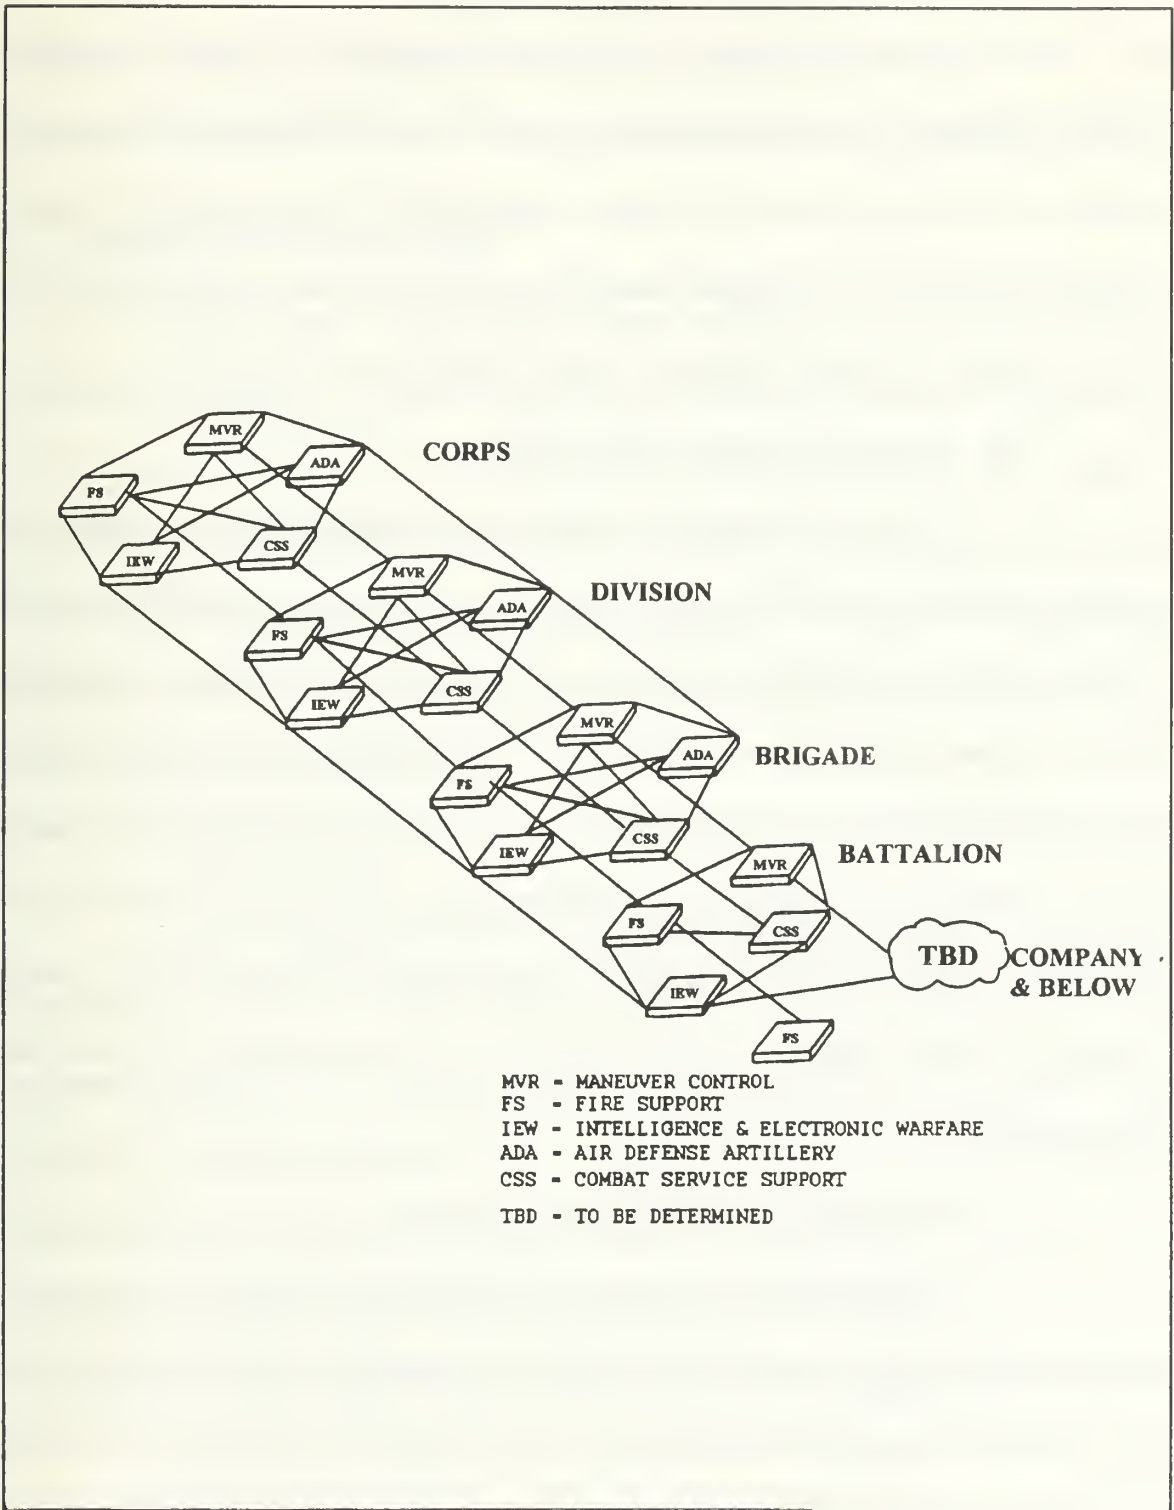 MVR
ADA
CORPS
FS
CSS
IEW
MVR
DIVISION
ADA
FS
CSS
IEW
MVR
ADA
BRIGADE
FS
CSS
IEW
BATTALION
MVR
FS
CSS
TBD
COMPANY
& BELOW
IEW
FS
MVR - MANEUVER CONTROL
FS - FIRE SUPPORT
IEW - INTELLIGENCE & ELECTRONIC WARFARE
ADA - AIR DEFENSE ARTILLERY
CSS - COMBAT SERVICE SUPPORT
TBD - TO BE DETERMINED